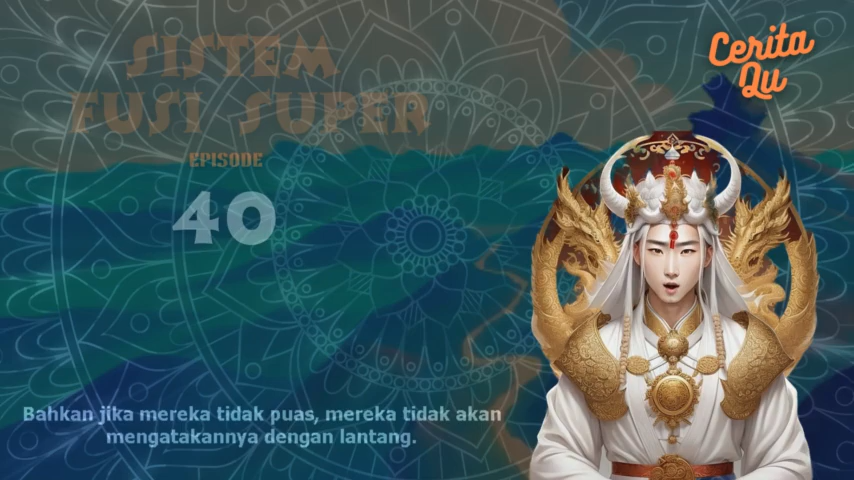 SISTEM
FUSI SUPER
EPISODE
40
Cerita
Qu
Bahkan jika mereka tidak puas, mereka tidak akan
mengatakannya dengan lantang.